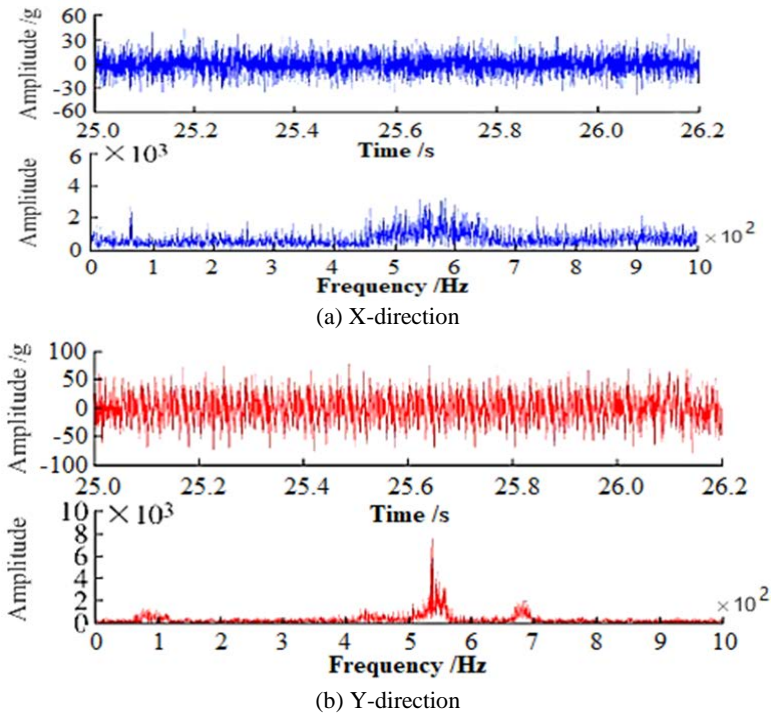 Amplitude /g
60
30
0
-30
-60
25.0 25.2 25.4 25.6 25.8 26.0 26.2
Time /s
×10³
Amplitude
6
4
2
0
0 1 2 3 4 5 6 7 8 9 10
×10²
Frequency /Hz
(a) X-direction
Amplitude /g
100
50
0
-50
-100
25.0 25.2 25.4 25.6 25.8 26.0 26.2
Time /s
×10³
Amplitude
10
8
6
4
2
0
0 1 2 3 4 5 6 7 8 9 10
×10²
Frequency /Hz
(b) Y-direction